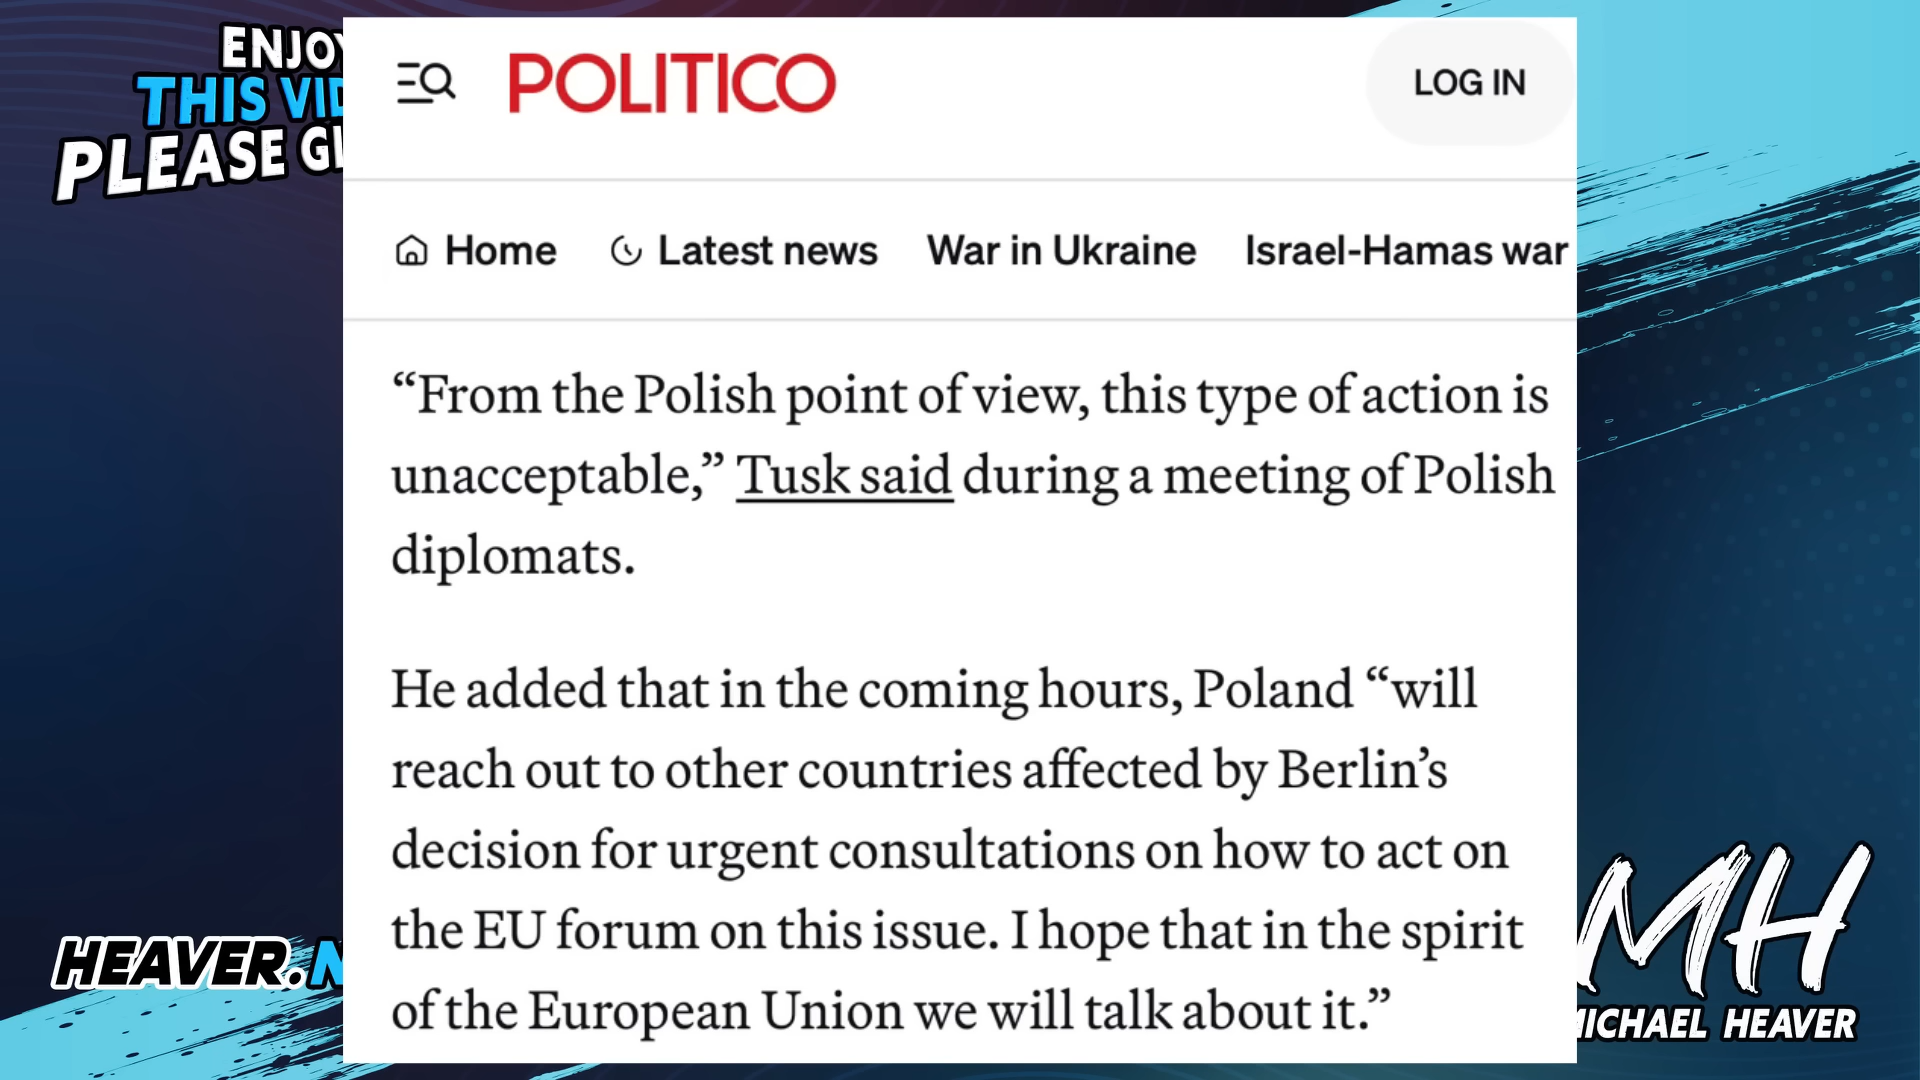 ENJOY
THIS VID
PLEASE GI
POLITICO
LOG IN
Home
Latest news
War in Ukraine
Israel-Hamas war
“From the Polish point of view, this type of action is
unacceptable,” Tusk said during a meeting of Polish
diplomats.
He added that in the coming hours, Poland “will
reach out to other countries affected by Berlin’s
decision for urgent consultations on how to act on
the EU forum on this issue. I hope that in the spirit
of the European Union we will talk about it.”
HEAVER.N
MH
MICHAEL HEAVER